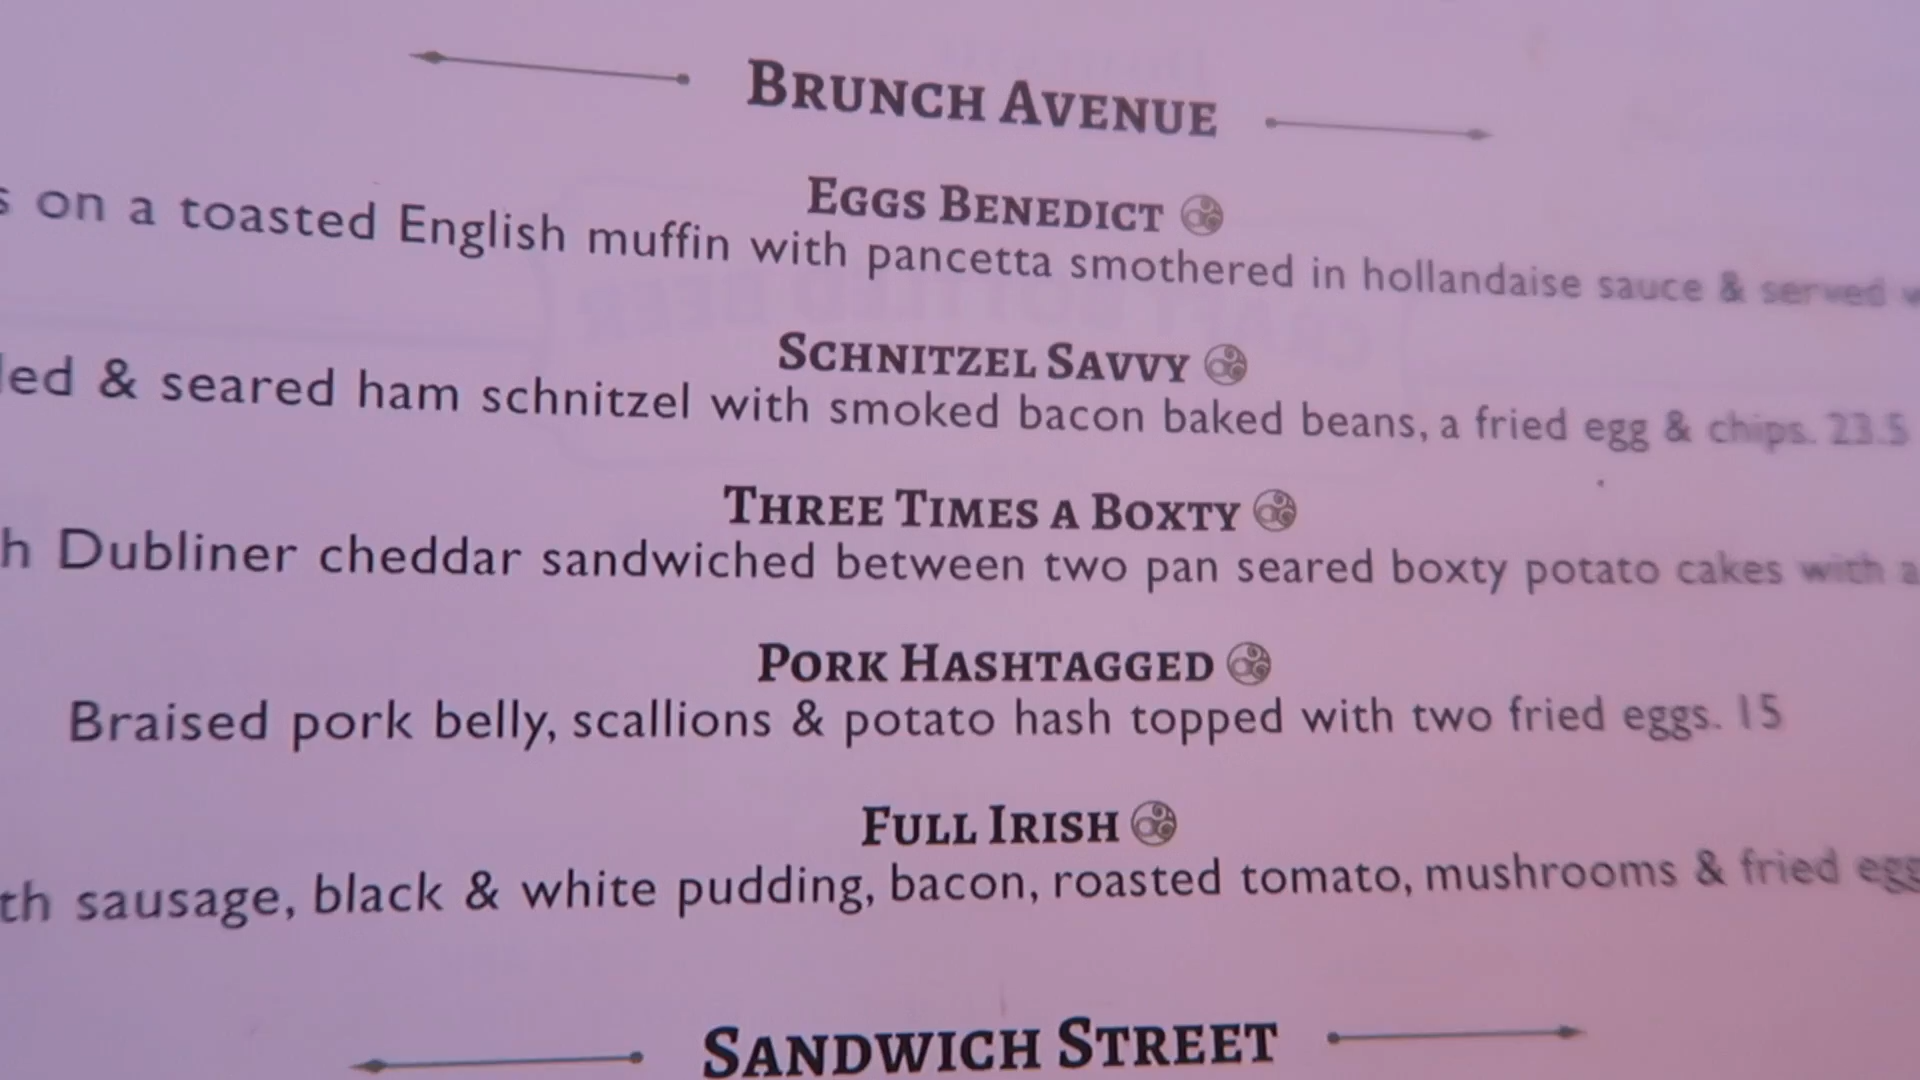 BRUNCH AVENUE
EGGS BENEDICT
on a toasted English muffin with pancetta smothered in hollandaise sauce & served
SCHNITZEL SAVVY
& seared ham schnitzel with smoked bacon baked beans, a fried egg & chips. 23.5
THREE TIMES A BOXTY
Dubliner cheddar sandwiched between two pan seared boxty potato cakes with a
PORK HASHTAGGED
Braised pork belly, scallions & potato hash topped with two fried eggs. 15
FULL IRISH
sausage, black & white pudding, bacon, roasted tomato, mushrooms & fried egg
SANDWICH STREET